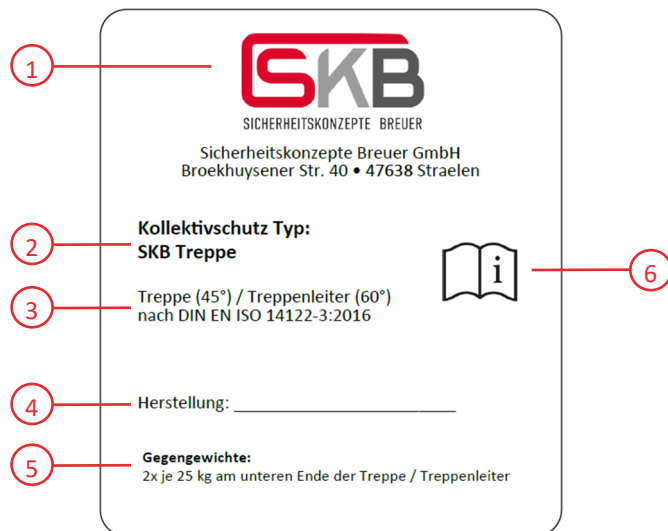 1
SKB
SICHERHEITSKONZEPTE BREUER
Sicherheitskonzepte Breuer GmbH
Broekhuysener Str. 40 • 47638 Straelen
2
Kollektivschutz Typ:
SKB Treppe
i
6
3
Treppe (45°) / Treppenleiter (60°)
nach DIN EN ISO 14122-3:2016
4
Herstellung: ________________________
5
Gegengewichte:
2x je 25 kg am unteren Ende der Treppe / Treppenleiter